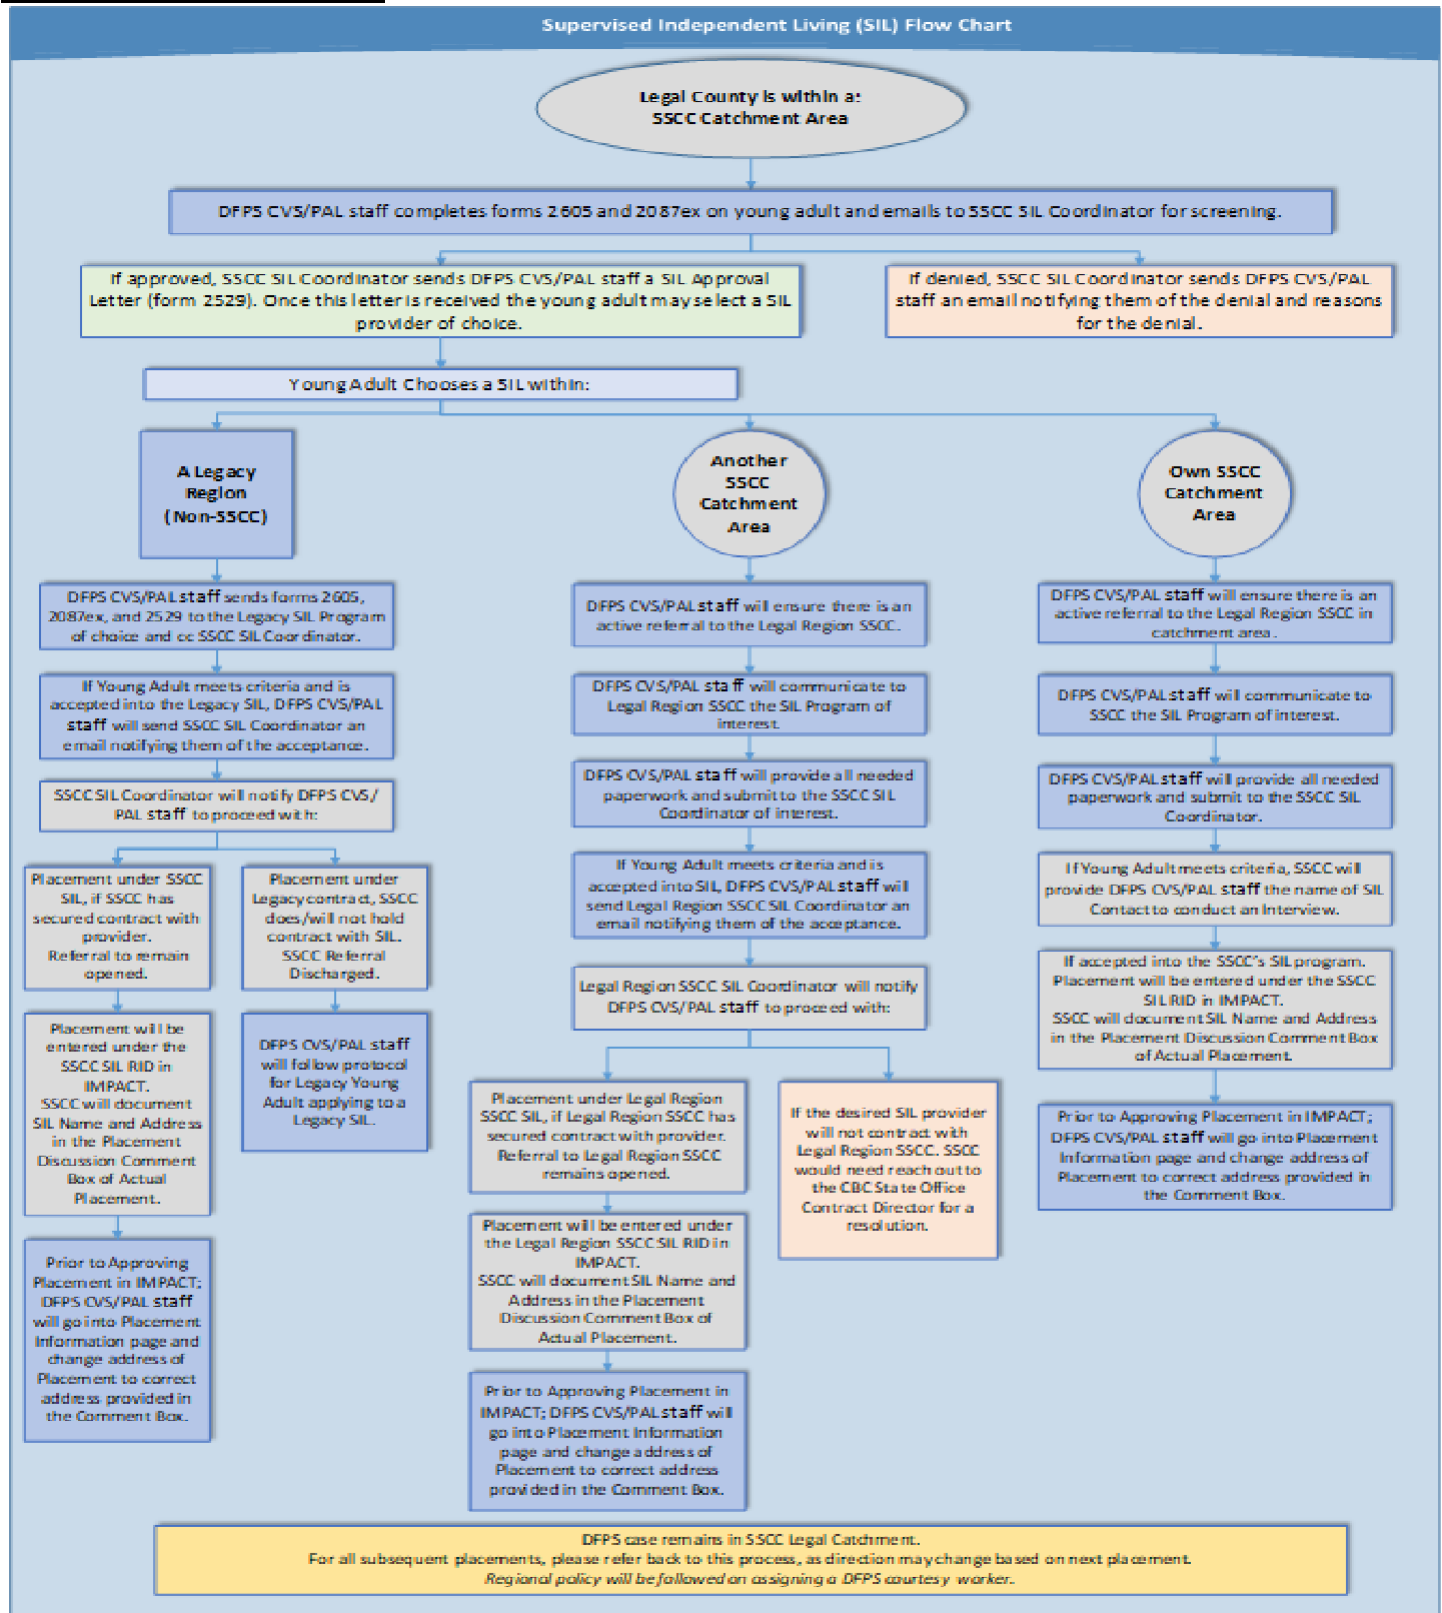 Supervised Independent Living (SIL) Flow Chart
Legal County is within a:
SSCC Catchment Area
DFPS CVS/PAL staff completes forms 2605 and 2087ex on young adult and emails to SSCC SIL Coordinator for screening.
If approved, SSCC SIL Coordinator sends DFPS CVS/PAL staff a SIL Approval
Letter (form 2529). Once this letter is received the young adult may select a SIL
provider of choice.
If denied, SSCC SIL Coordinator sends DFPS CVS/PAL
staff an email notifying them of the denial and reasons
for the denial.
Young Adult Chooses a SIL within:
A Legacy
Region
(Non-SSCC)
DFPS CVS/PAL staff sends forms 2605,
2087ex, and 2529 to the Legacy SIL Program
of choice and cc SSCC SIL Coordinator.
If Young Adult meets criteria and is
accepted into the Legacy SIL, DFPS CVS/PAL
staff will send SSCC SIL Coordinator an
email notifying them of the acceptance.
SSCC SIL Coordinator will notify DFPS CVS/
PAL staff to proceed with:
Placement under SSCC
SIL, if SSCC has
secured contract with
provider.
Referral to remain
opened.
Placement will be
entered under the
SSCC SIL RID in
IMPACT.
SSCC will document
SIL Name and Address
in the Placement
Discussion Comment
Box of Actual
Placement.
Prior to Approving
Placement in IMPACT;
DFPS CVS/PAL staff
will go into Placement
Information page and
change address of
Placement to correct
address provided in
the Comment Box.
Placement under
Legacy contract, SSCC
does/will not hold
contract with SIL.
SSCC Referral
Discharged.
DFPS CVS/PAL staff
will follow protocol
for Legacy Young
Adult applying to a
Legacy SIL.
Another
SSCC
Catchment
Area
DFPS CVS/PAL staff will ensure there is an
active referral to the Legal Region SSCC.
DFPS CVS/PAL staff will communicate to
Legal Region SSCC the SIL Program of
interest.
DFPS CVS/PAL staff will provide all needed
paperwork and submit to the SSCC SIL
Coordinator of interest.
If Young Adult meets criteria and is
accepted into SIL, DFPS CVS/PAL staff will
send Legal Region SSCC SIL Coordinator an
email notifying them of the acceptance.
Legal Region SSCC SIL Coordinator will notify
DFPS CVS/PAL staff to proceed with:
Placement under Legal Region
SSCC SIL, if Legal Region SSCC has
secured contract with provider.
Referral to Legal Region SSCC
remains opened.
Placement will be entered under
the Legal Region SSCC SIL RID in
IMPACT.
SSCC will document SIL Name and
Address in the Placement
Discussion Comment Box of
Actual Placement.
Prior to Approving Placement in
IMPACT; DFPS CVS/PAL staff will
go into Placement Information
page and change address of
Placement to correct address
provided in the Comment Box.
If the desired SIL provider
will not contract with
Legal Region SSCC. SSCC
would need reach out to
the CBC State Office
Contract Director for a
resolution.
Own SSCC
Catchment
Area
DFPS CVS/PAL staff will ensure there is an
active referral to the Legal Region SSCC in
catchment area.
DFPS CVS/PAL staff will communicate to
SSCC the SIL Program of interest.
DFPS CVS/PAL staff will provide all needed
paperwork and submit to the SSCC SIL
Coordinator.
If Young Adult meets criteria, SSCC will
provide DFPS CVS/PAL staff the name of SIL
Contact to conduct an Interview.
If accepted into the SSCC's SIL program.
Placement will be entered under the SSCC
SIL RID in IMPACT.
SSCC will document SIL Name and Address
in the Placement Discussion Comment Box
of Actual Placement.
Prior to Approving Placement in IMPACT;
DFPS CVS/PAL staff will go into Placement
Information page and change address of
Placement to correct address provided in
the Comment Box.
DFPS case remains in SSCC Legal Catchment.
For all subsequent placements, please refer back to this process, as direction may change based on next placement.
Regional policy will be followed on assigning a DFPS courtesy worker.